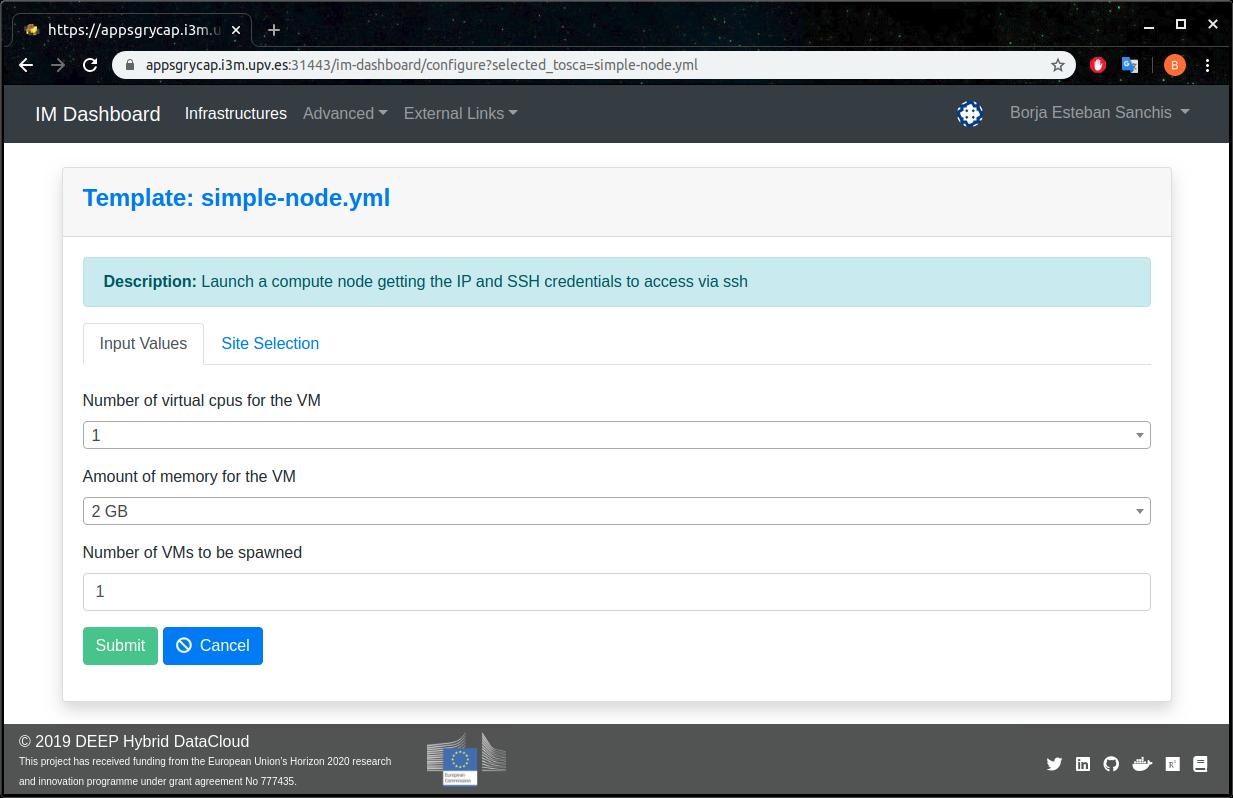 https://appsgrycap.i3m.u
appsgrycap.i3m.upv.es:31443/im-dashboard/configure?selected_tosca=simple-node.yml
B
IM Dashboard Infrastructures Advanced External Links Borja Esteban Sanchis
Template: simple-node.yml
Description: Launch a compute node getting the IP and SSH credentials to access via ssh
Input Values Site Selection
Number of virtual cpus for the VM
1
Amount of memory for the VM
2 GB
Number of VMs to be spawned
1
Submit Cancel
© 2019 DEEP Hybrid DataCloud
This project has received funding from the European Union's Horizon 2020 research
and innovation programme under grant agreement No 777435.
European
Commission